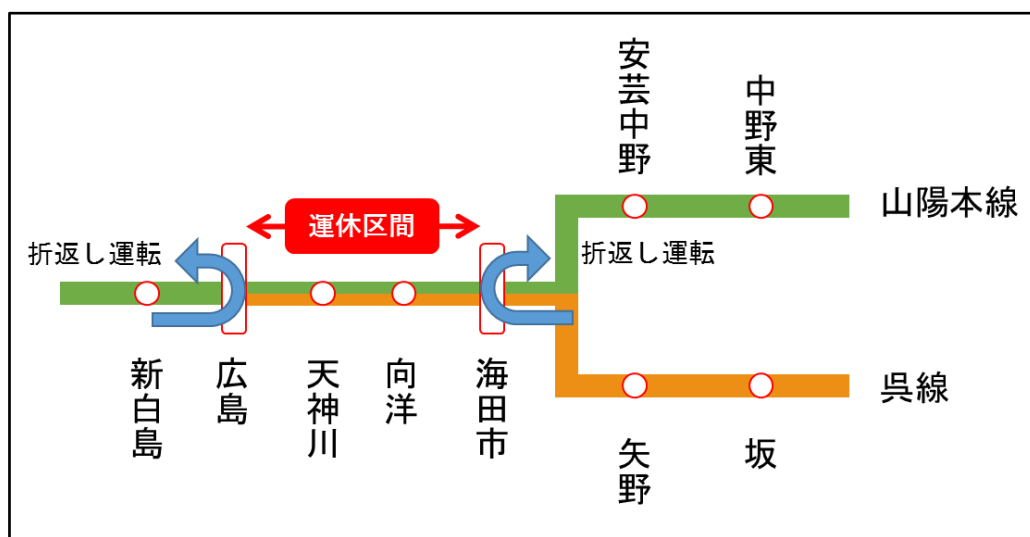 安芸中野
中野東
山陽本線
運休区間
折返し運転
折返し運転
新白島
広島
天神川
向洋
海田市
呉線
矢野
坂